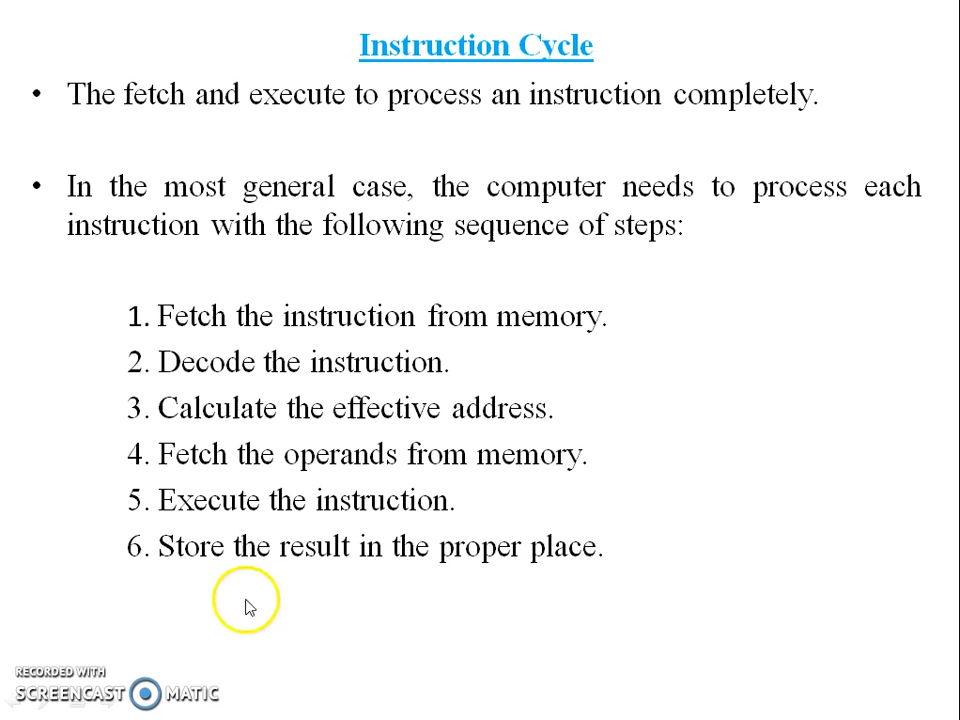 Instruction Cycle
• The fetch and execute to process an instruction completely.
• In the most general case, the computer needs to process each
instruction with the following sequence of steps:
1. Fetch the instruction from memory.
2. Decode the instruction.
3. Calculate the effective address.
4. Fetch the operands from memory.
5. Execute the instruction.
6. Store the result in the proper place.
RECORDED WITH
SCREENCAST MATIC